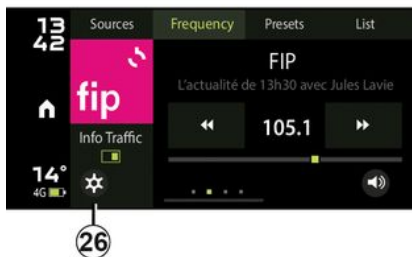 13
42
Sources
Frequency
Presets
List
fip
FIP
L'actualité de 13h30 avec Jules Lavie
105.1
Info Traffic
14°
4G
26